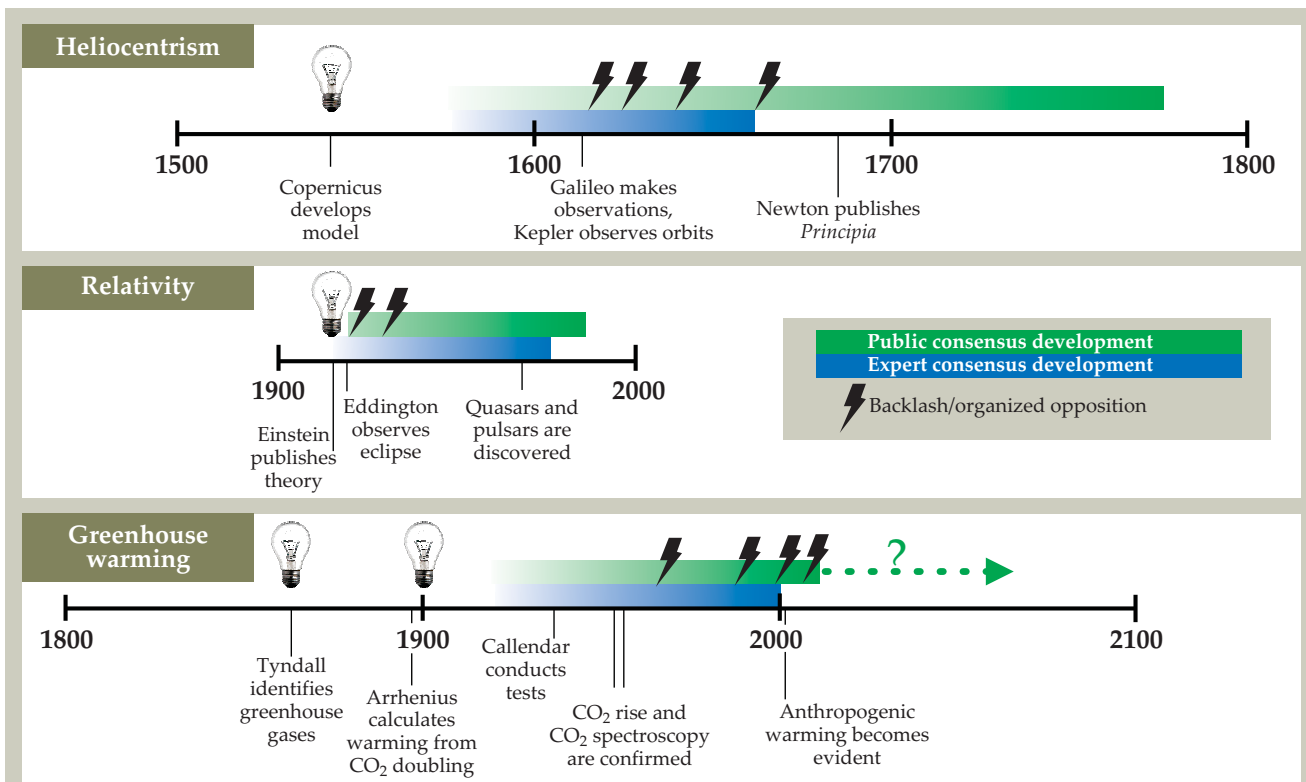 Heliocentrism
1500
1600
1700
1800
Copernicus
develops
model
Galileo makes
observations,
Kepler observes orbits
Newton publishes
Principia
Relativity
1900
2000
Einstein
publishes
theory
Eddington
observes
eclipse
Quasars and
pulsars are
discovered
Public consensus development
Expert consensus development
Backlash/organized opposition
Greenhouse
warming
?
1800
1900
2000
2100
Tyndall
identifies
greenhouse
gases
Arrhenius
calculates
warming from
CO₂ doubling
Callendar
conducts
tests
CO₂ rise and
CO₂ spectroscopy
are confirmed
Anthropogenic
warming becomes
evident